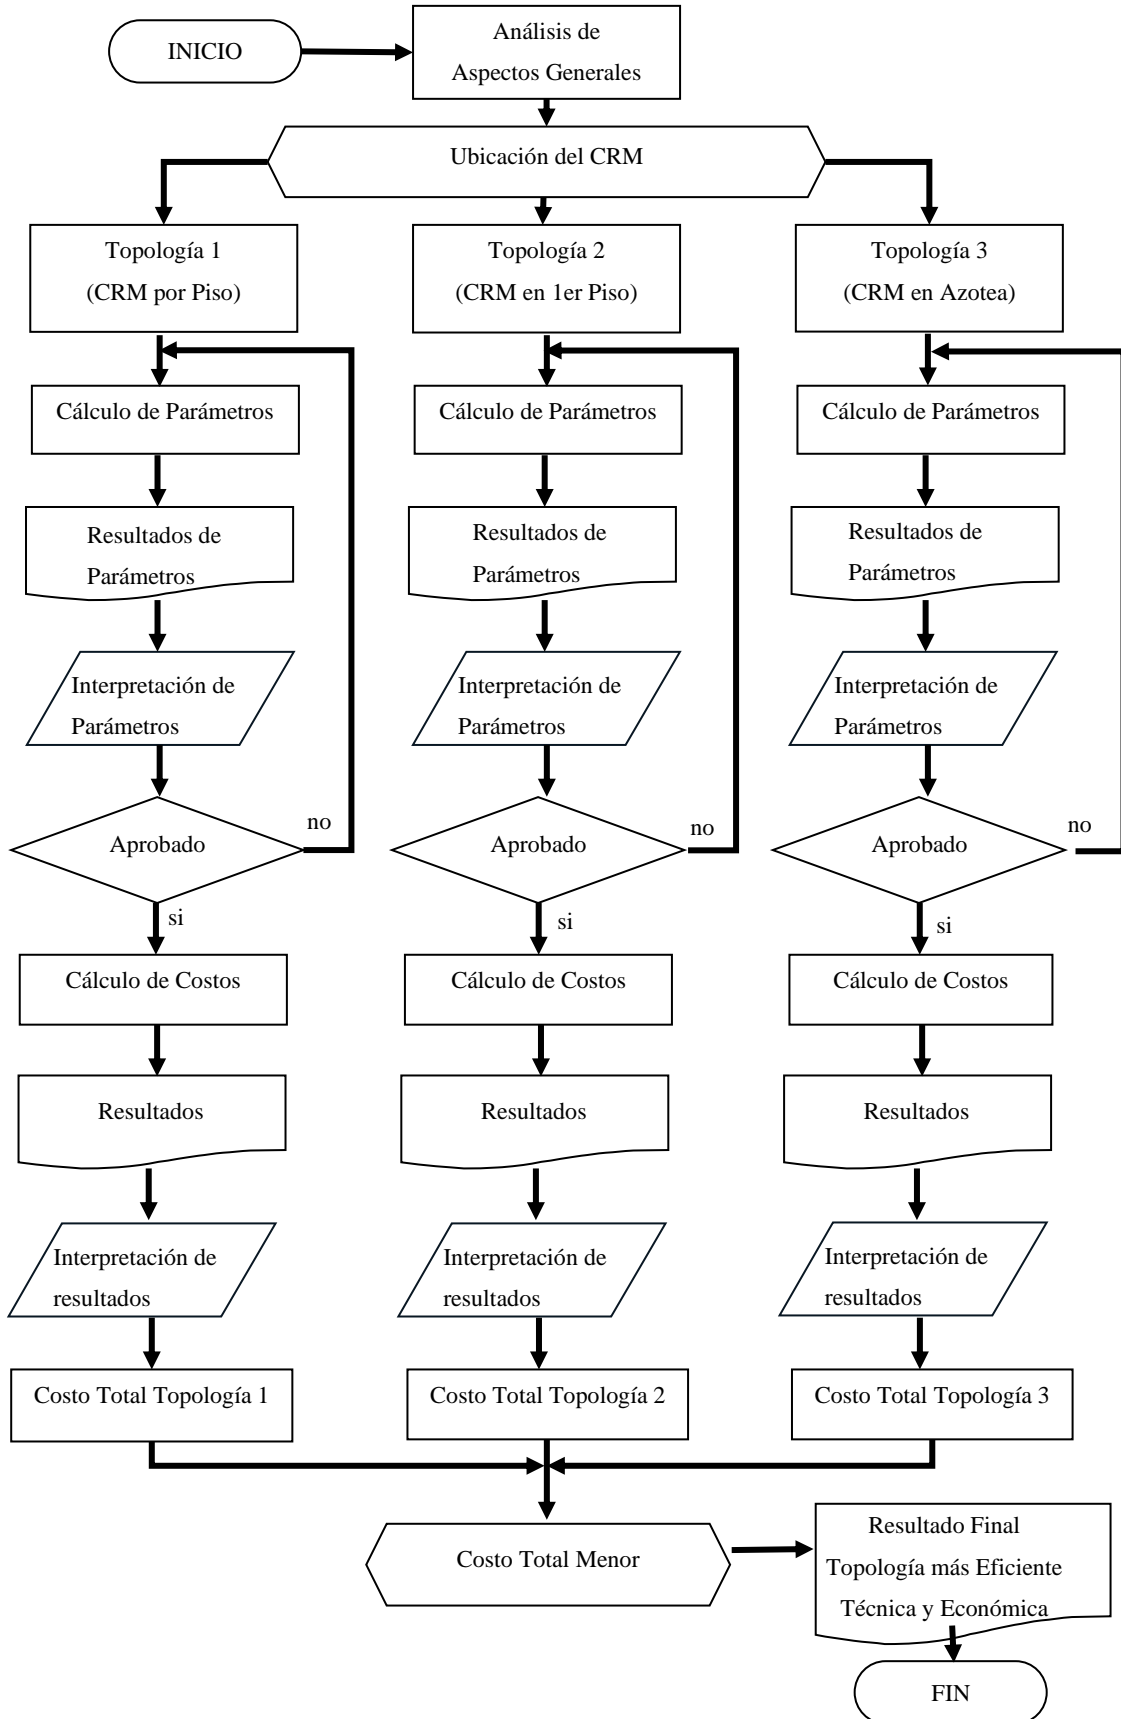 INICIO
Análisis de
Aspectos Generales
Ubicación del CRM
Topología 1
(CRM por Piso)
Topología 2
(CRM en 1er Piso)
Topología 3
(CRM en Azotea)
Cálculo de Parámetros
Cálculo de Parámetros
Cálculo de Parámetros
Resultados de
Parámetros
Resultados de
Parámetros
Resultados de
Parámetros
Interpretación de
Parámetros
Interpretación de
Parámetros
Interpretación de
Parámetros
Aprobado
no
Aprobado
no
Aprobado
no
si
si
si
Cálculo de Costos
Cálculo de Costos
Cálculo de Costos
Resultados
Resultados
Resultados
Interpretación de
resultados
Interpretación de
resultados
Interpretación de
resultados
Costo Total Topología 1
Costo Total Topología 2
Costo Total Topología 3
Costo Total Menor
Resultado Final
Topología más Eficiente
Técnica y Económica
FIN